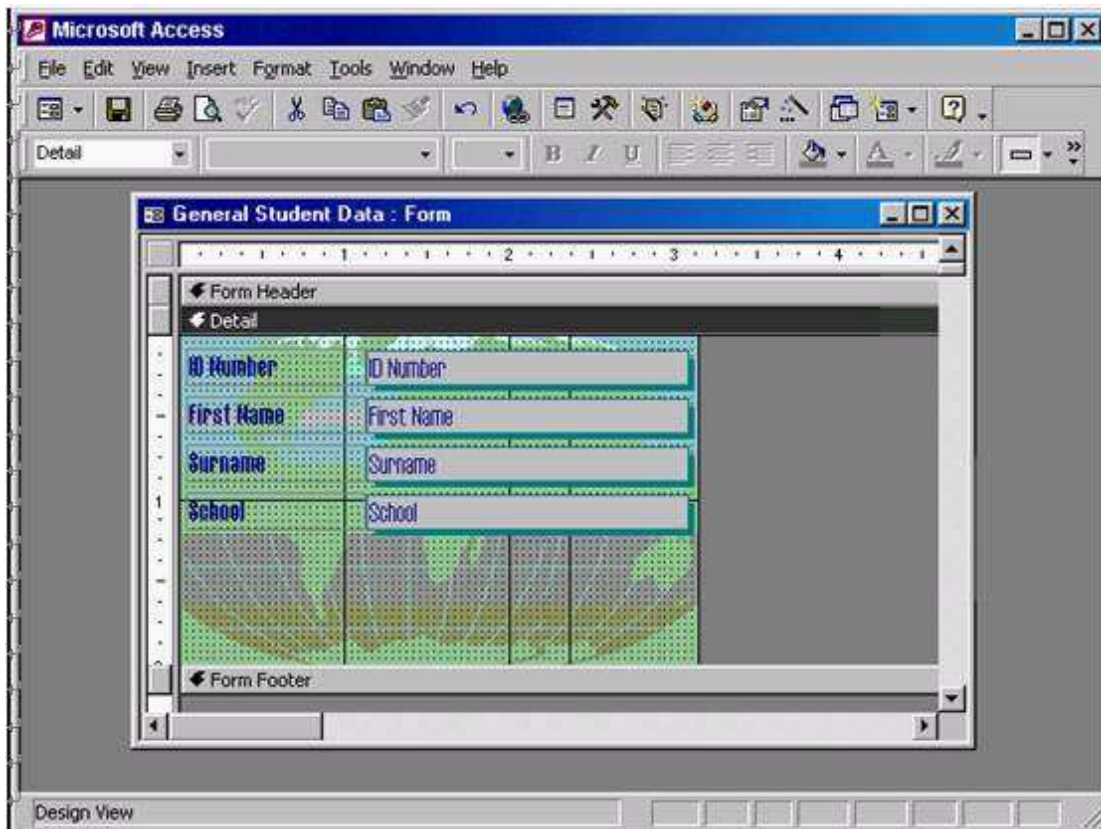 Microsoft Access
File Edit View Insert Format Tools Window Help
Detail B I U
General Student Data : Form
1 2 3 4
Form Header
Detail
ID Number ID Number
First Name First Name
Surname Surname
1
School School
Form Footer
Design View